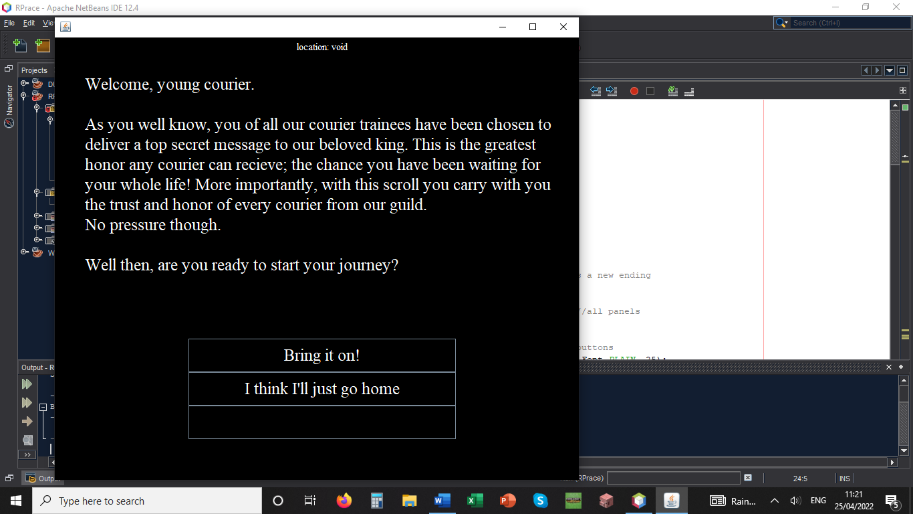 RPrace - Apache NetBeans IDE 12.4
File Edit
Search (Ctrl+I)
location: void
Projects
Navigator
Welcome, young courier.
As you well know, you of all our courier trainees have been chosen to
deliver a top secret message to our beloved king. This is the greatest
honor any courier can recieve; the chance you have been waiting for
your whole life! More importantly, with this scroll you carry with you
the trust and honor of every courier from our guild.
No pressure though.
Well then, are you ready to start your journey?
s a new ending
//all panels
buttons
Bring it on!
I think I'll just go home
Output - R
Outp
(RPrace)
24:5
INS
Type here to search
Rain...
ENG
11:21
25/04/2022
5